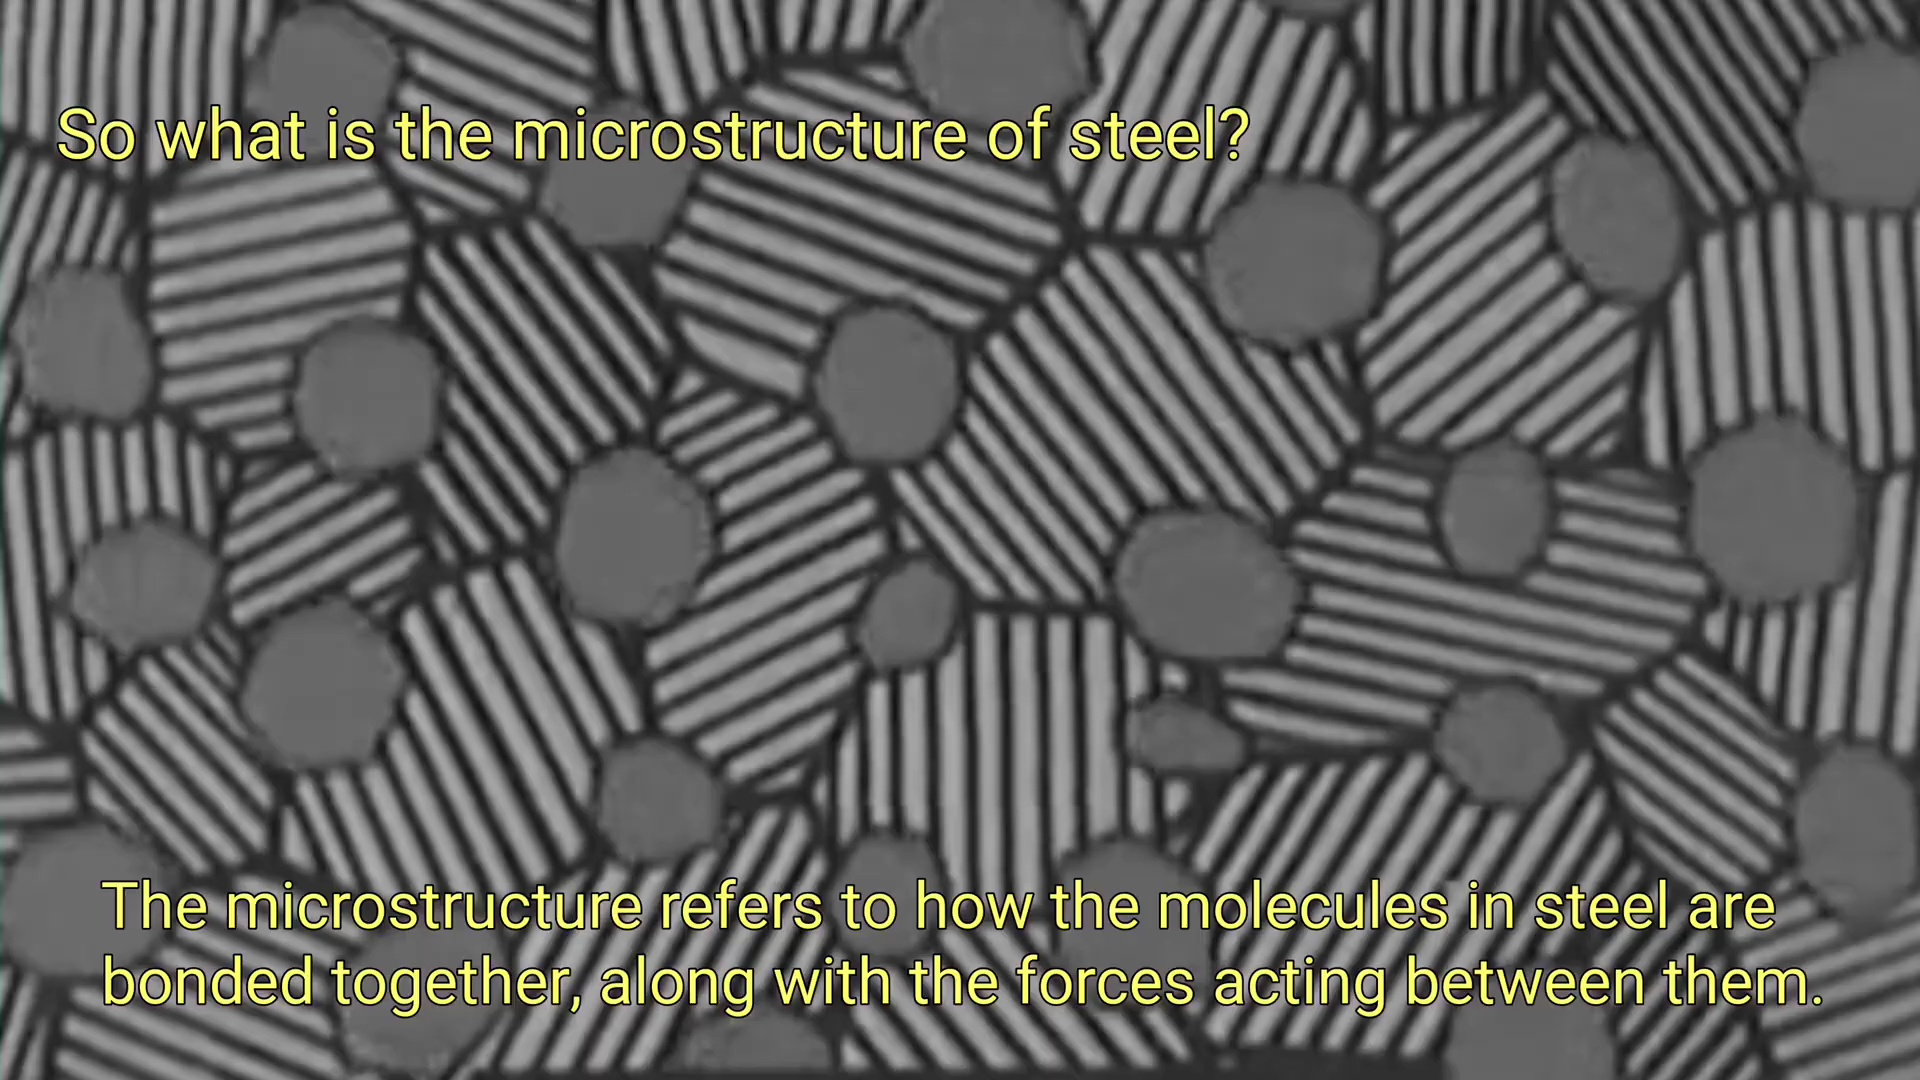 So what is the microstructure of steel?
The microstructure refers to how the molecules in steel are
bonded together, along with the forces acting between them.